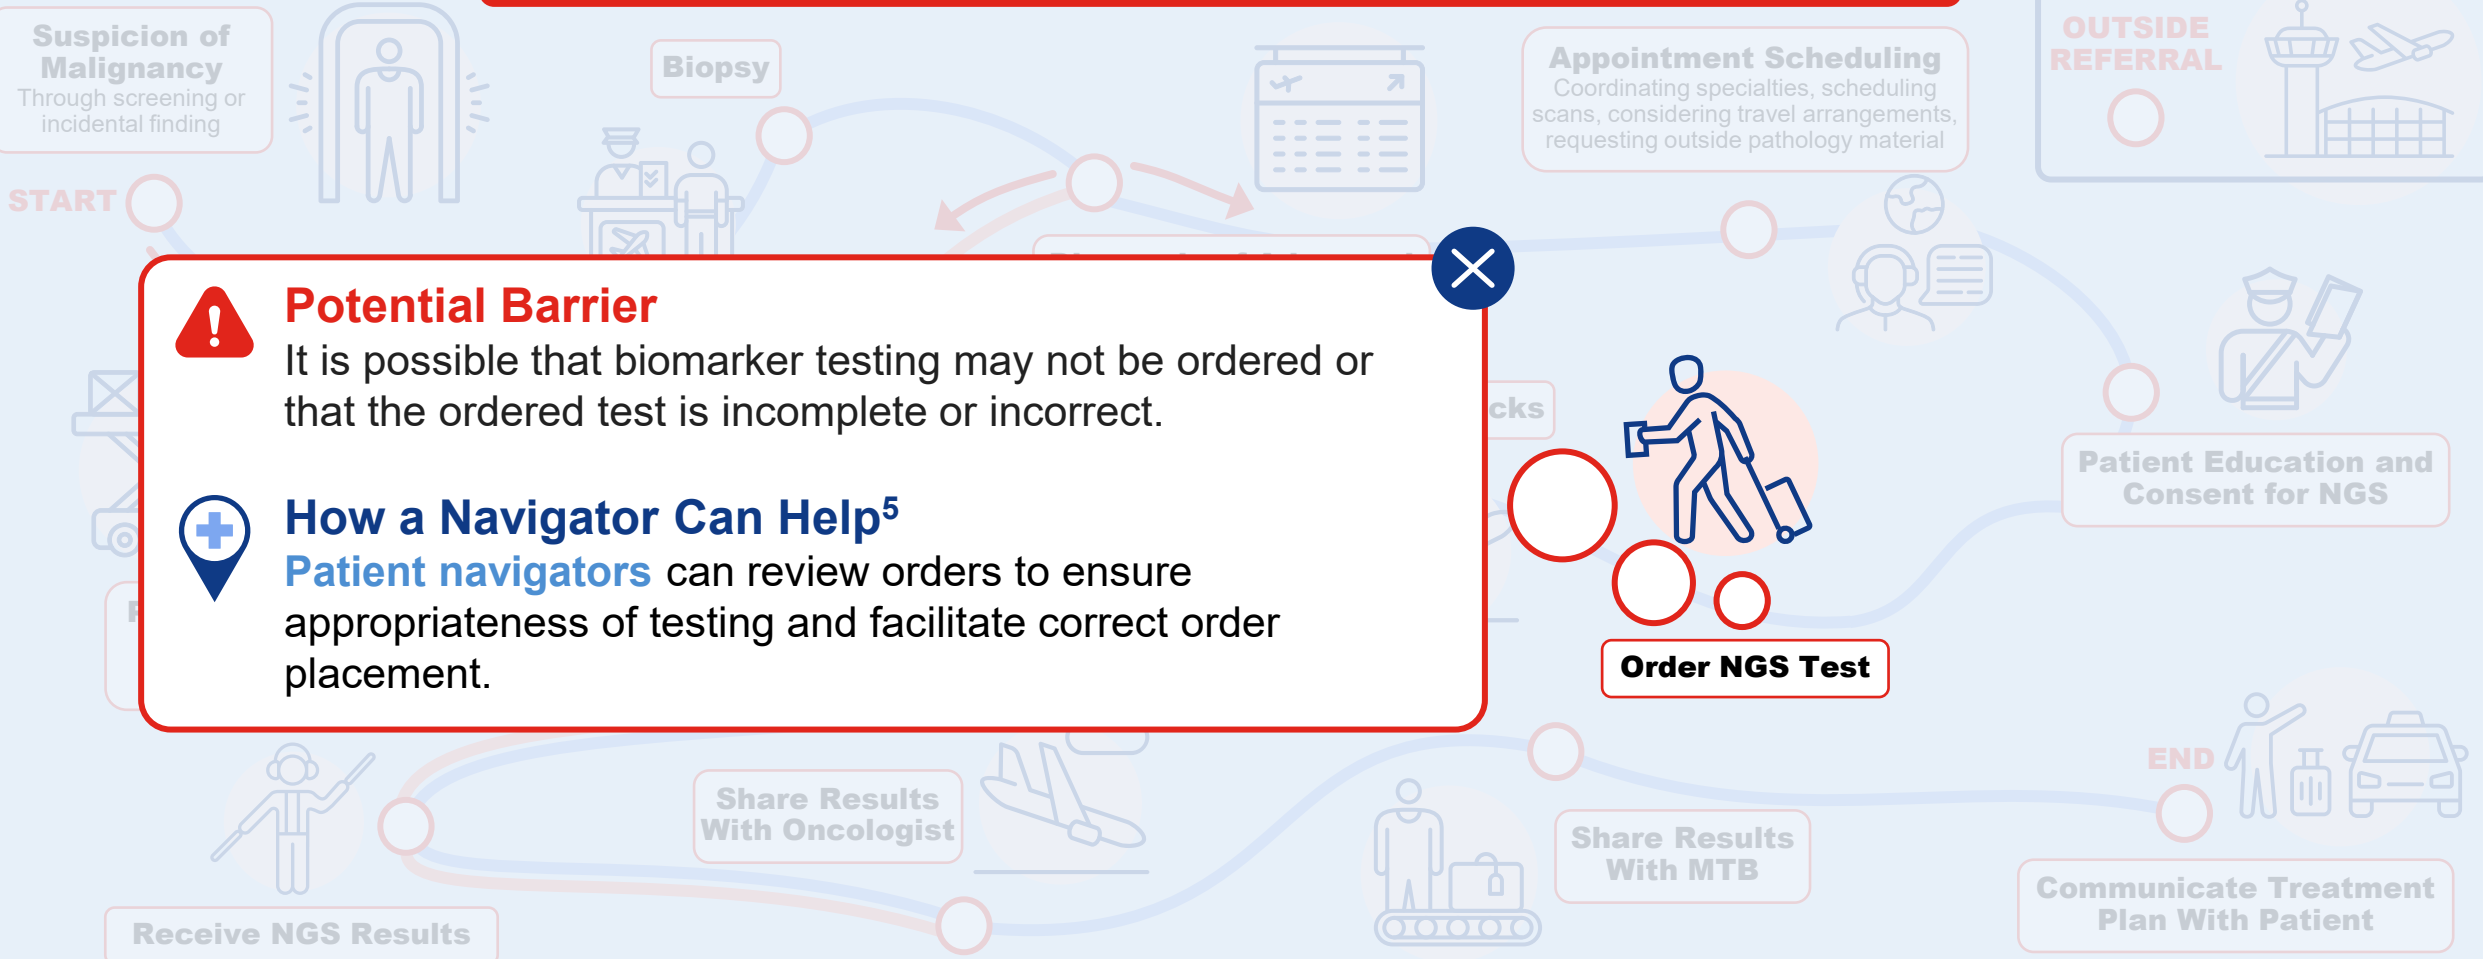 Suspicion of
Malignancy
Through screening or
incidental finding
START
Biopsy
Appointment Scheduling
Coordinating specialties, scheduling
scans, considering travel arrangements,
requesting outside pathology material
OUTSIDE
REFERRAL
Potential Barrier
It is possible that biomarker testing may not be ordered or
that the ordered test is incomplete or incorrect.
How a Navigator Can Help⁵
Patient navigators can review orders to ensure
appropriateness of testing and facilitate correct order
placement.
cks
Patient Education and
Consent for NGS
Order NGS Test
Receive NGS Results
Share Results
With Oncologist
Share Results
With MTB
END
Communicate Treatment
Plan With Patient